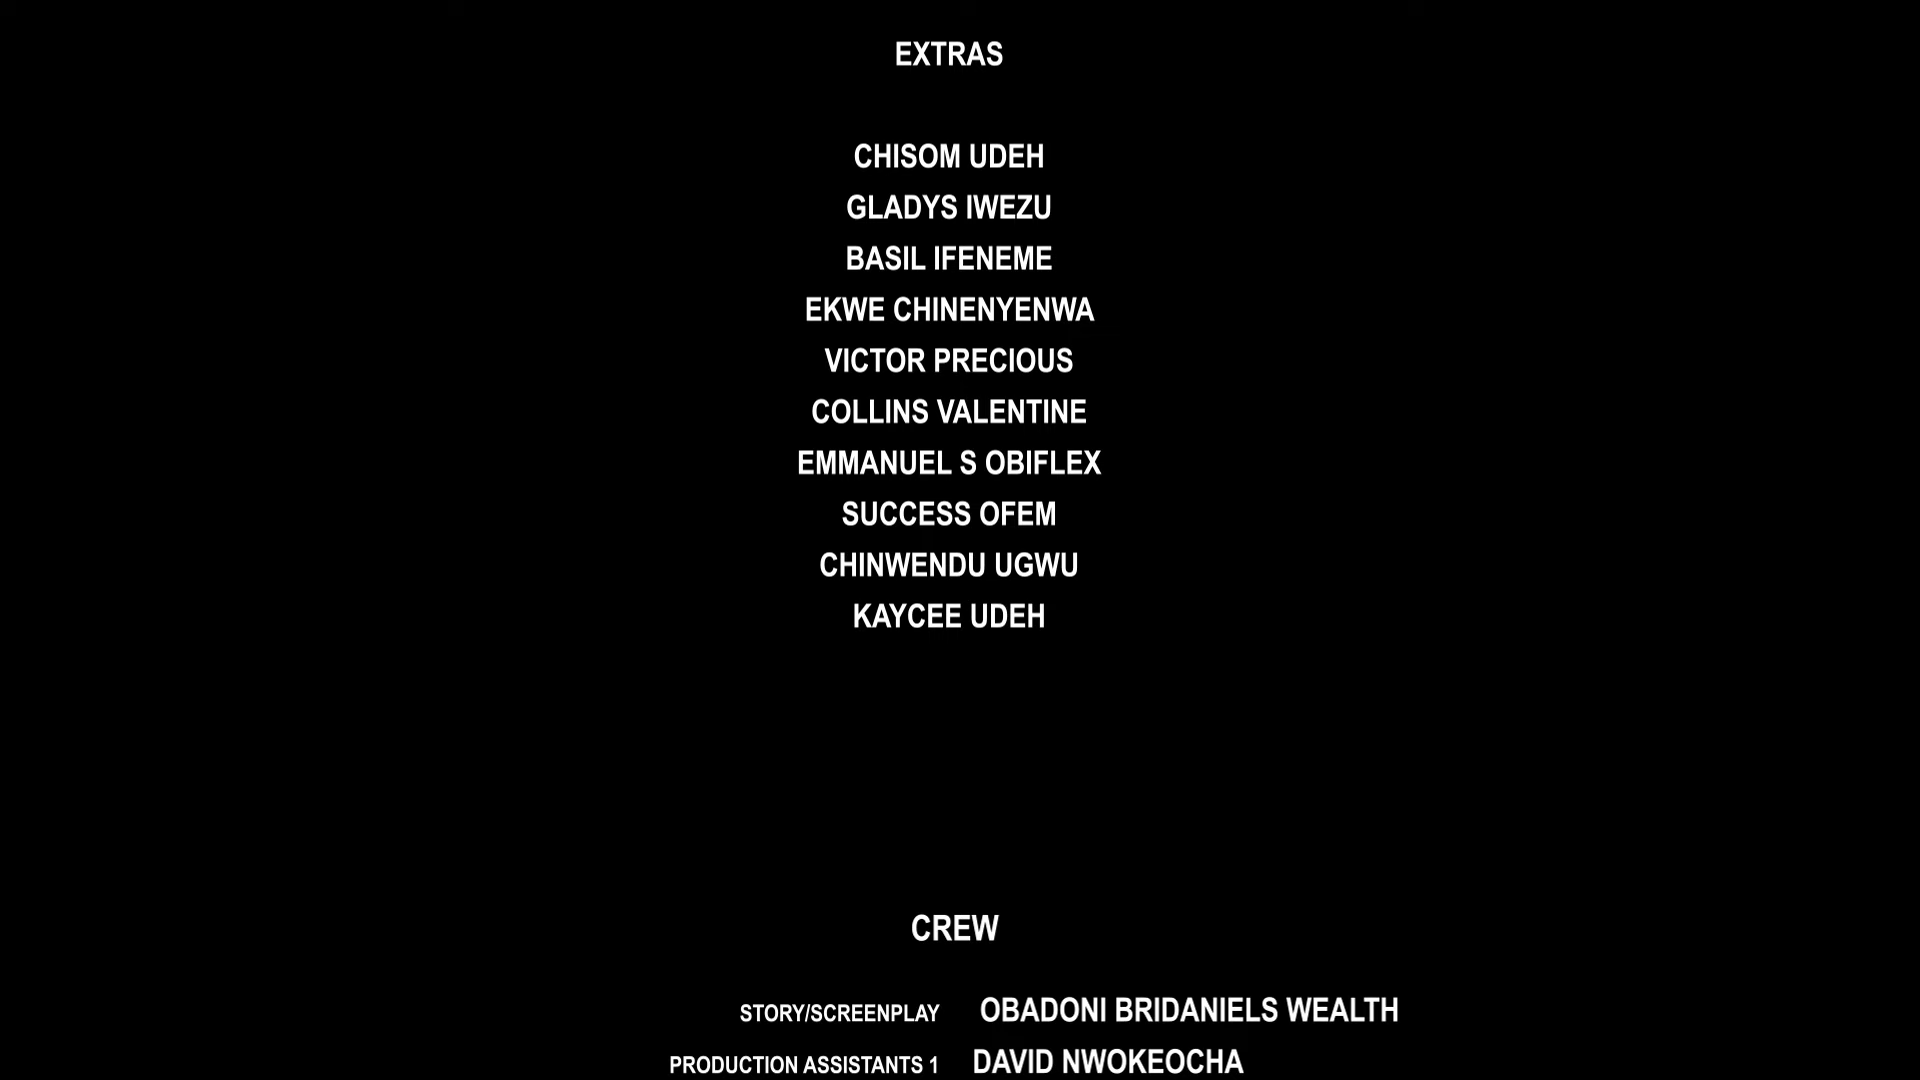 EXTRAS
CHISOM UDEH
GLADYS IWEZU
BASIL IFENEME
EKWE CHINENYENWA
VICTOR PRECIOUS
COLLINS VALENTINE
EMMANUEL S OBIFLEX
SUCCESS OFEM
CHINWENDU UGWU
KAYCEE UDEH
CREW
STORY/SCREENPLAY OBADONI BRIDANIELS WEALTH
PRODUCTION ASSISTANTS 1 DAVID NWOKEOCHA